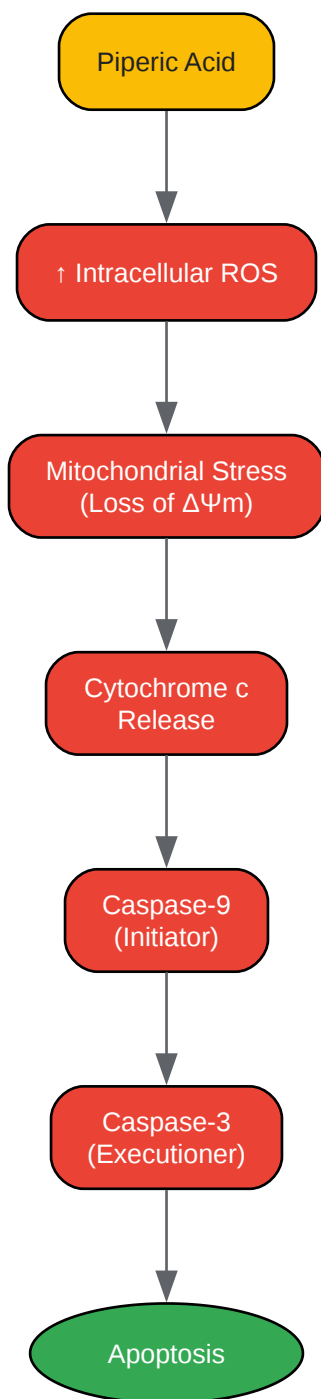 Piperic Acid
↑ Intracellular ROS
Mitochondrial Stress
(Loss of ΔΨm)
Cytochrome c
Release
Caspase-9
(Initiator)
Caspase-3
(Executioner)
Apoptosis